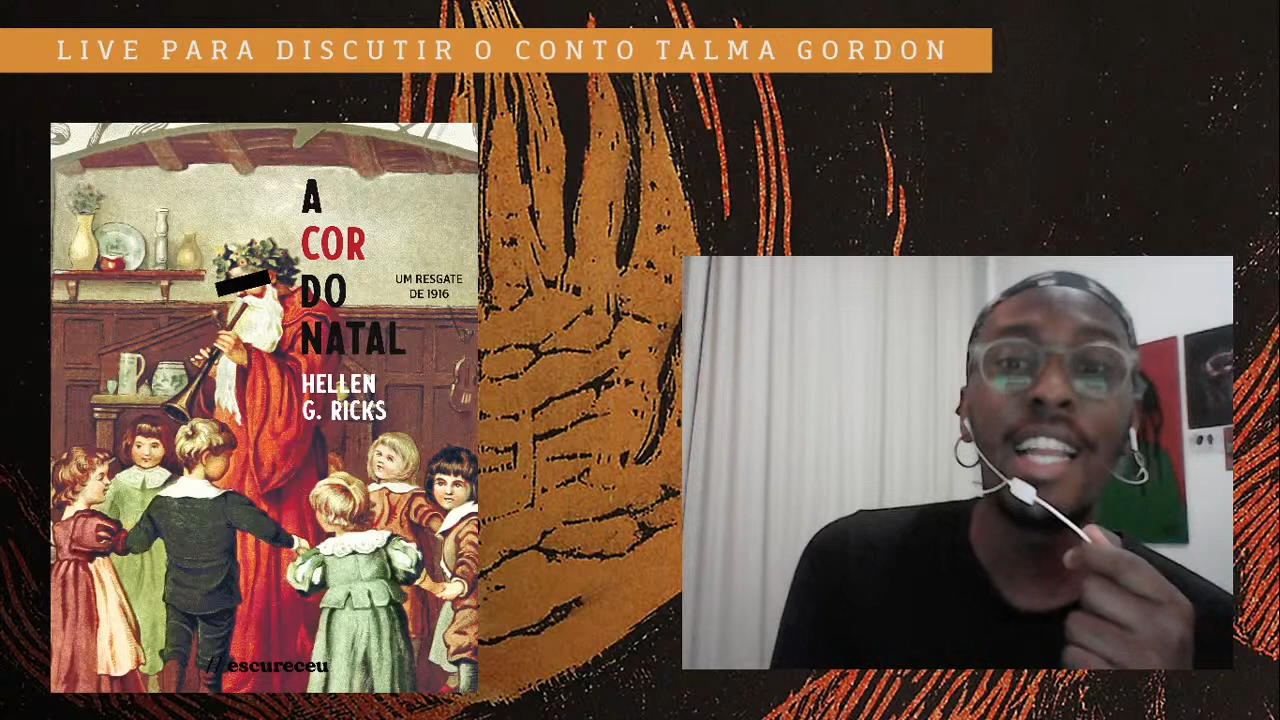 LIVE PARA DISCUTIR O CONTO TALMA GORDON
A
COR
DO
NATAL
UM RESGATE
DE 1916
HELLEN
G. RICKS
// escureceu